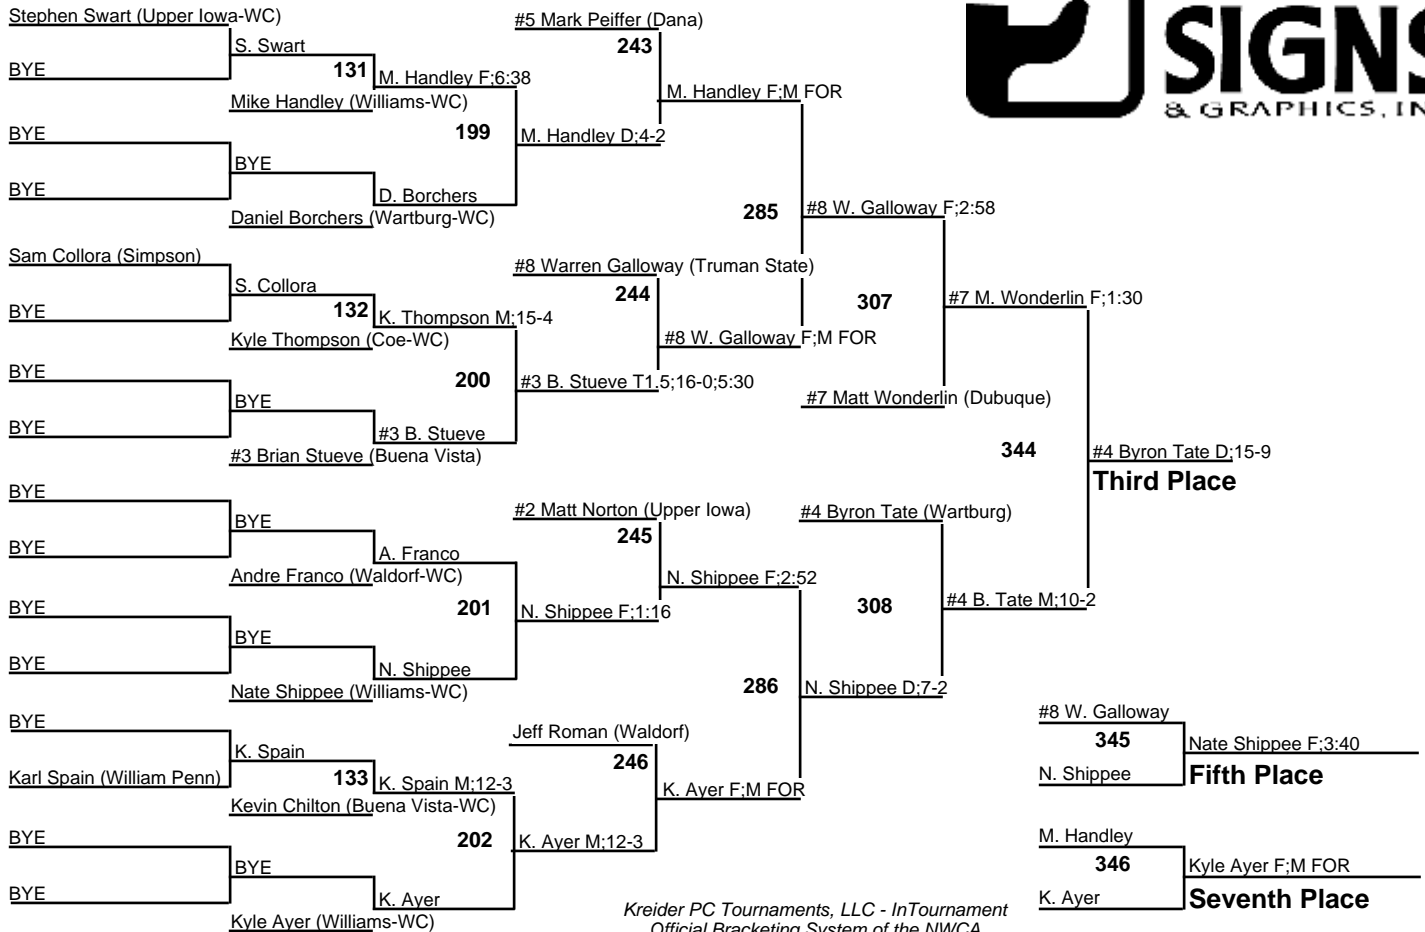 Stephen Swart (Upper Iowa-WC)
S. Swart
BYE
131
M. Handley F;6:38
Mike Handley (Williams-WC)
199
M. Handley D;4-2
BYE
BYE
BYE
D. Borchers
Daniel Borchers (Wartburg-WC)
#5 Mark Peiffer (Dana)
243
M. Handley F;M FOR
Sam Collora (Simpson)
S. Collora
BYE
132
K. Thompson M;15-4
Kyle Thompson (Coe-WC)
200
#3 B. Stueve T1.5;16-0;5:30
BYE
BYE
BYE
#3 B. Stueve
#3 Brian Stueve (Buena Vista)
#8 Warren Galloway (Truman State)
244
#8 W. Galloway F;M FOR
285
#8 W. Galloway F;2:58
307
#7 M. Wonderlin F;1:30
#7 Matt Wonderlin (Dubuque)
344
#4 Byron Tate D;15-9
Third Place
BYE
BYE
BYE
A. Franco
Andre Franco (Waldorf-WC)
201
N. Shippee F;1:16
BYE
BYE
BYE
N. Shippee
Nate Shippee (Williams-WC)
#2 Matt Norton (Upper Iowa)
245
N. Shippee F;2:52
#4 Byron Tate (Wartburg)
308
#4 B. Tate M;10-2
286
N. Shippee D;7-2
BYE
K. Spain
Karl Spain (William Penn)
133
K. Spain M;12-3
Kevin Chilton (Buena Vista-WC)
202
K. Ayer M;12-3
BYE
BYE
BYE
K. Ayer
Kyle Ayer (Williams-WC)
Jeff Roman (Waldorf)
246
K. Ayer F;M FOR
#8 W. Galloway
345
Nate Shippee F;3:40
N. Shippee
Fifth Place
M. Handley
346
Kyle Ayer F;M FOR
K. Ayer
Seventh Place
Kreider PC Tournaments, LLC - InTournament
Official Bracketing System of the NWCA
SIGNS
& GRAPHICS, IN